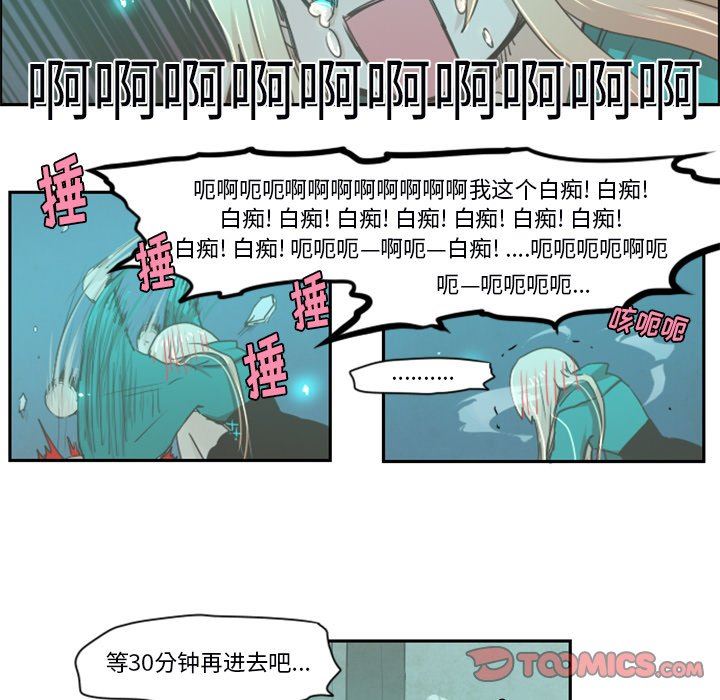 啊啊啊啊啊啊啊啊啊啊
捶
呃啊呃呃啊啊啊啊啊啊啊啊我这个白痴! 白痴!
白痴! 白痴! 白痴! 白痴! 白痴! 白痴! 白痴!
白痴! 白痴! 呃呃呃—啊呃—白痴! ....呃呃呃呃啊呃
呃—呃呃呃呃...
捶
捶
捶
咳呃呃
..........
等30分钟再进去吧...
TOOMICS.COM